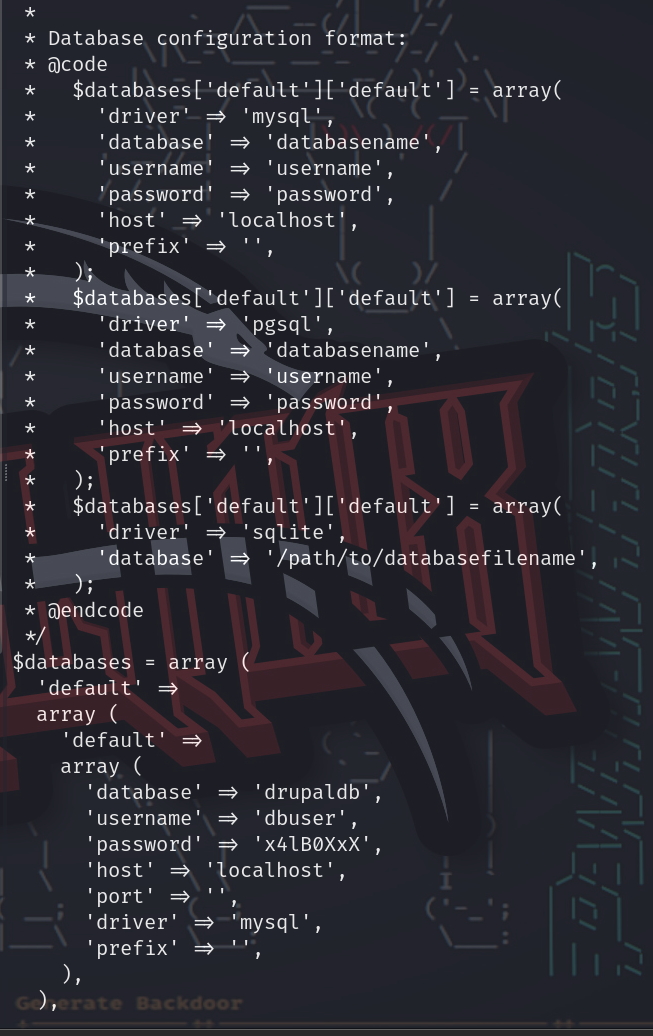 *
* Database configuration format:
* @code
*   $databases['default']['default'] = array(
*     'driver' => 'mysql',
*     'database' => 'databasename',
*     'username' => 'username',
*     'password' => 'password',
*     'host' => 'localhost',
*     'prefix' => '',
*   );
*   $databases['default']['default'] = array(
*     'driver' => 'pgsql',
*     'database' => 'databasename',
*     'username' => 'username',
*     'password' => 'password',
*     'host' => 'localhost',
*     'prefix' => '',
*   );
*   $databases['default']['default'] = array(
*     'driver' => 'sqlite',
*     'database' => '/path/to/databasefilename',
*   );
* @endcode
*/
$databases = array (
  'default' =>
  array (
    'default' =>
    array (
      'database' => 'drupaldb',
      'username' => 'dbuser',
      'password' => 'x4lB0XxX',
      'host' => 'localhost',
      'port' => '',
      'driver' => 'mysql',
      'prefix' => '',
    ),
  ),
Generate Backdoor